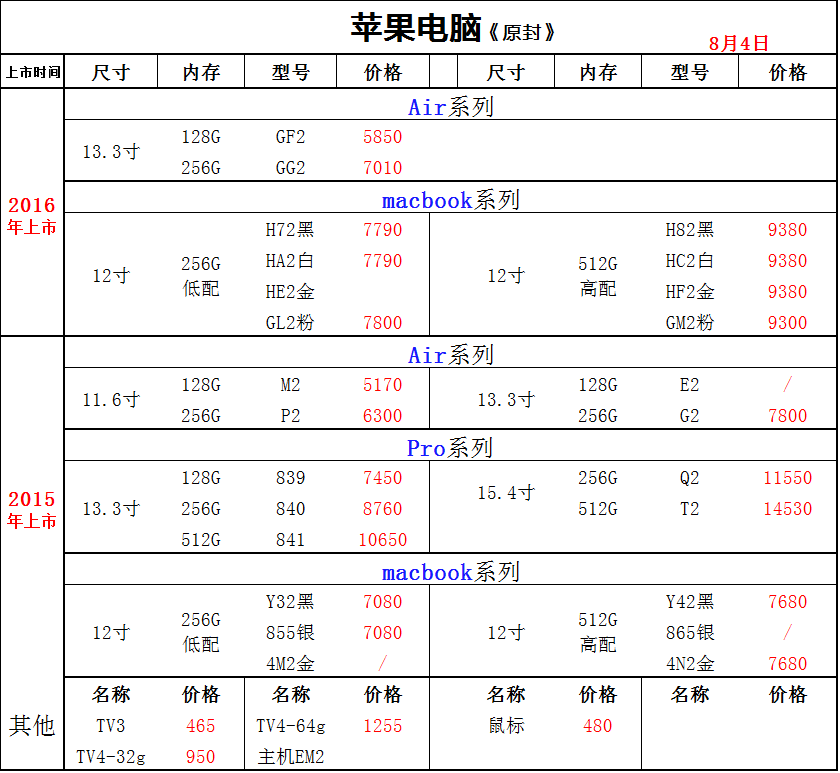 苹果电脑《原封》
8月4日
上市时间 尺寸 内存 型号 价格 尺寸 内存 型号 价格
Air系列
128G GF2 5850
13.3寸
256G GG2 7010
2016
年上市
macbook系列
H72黑 7790 H82黑 9380
HA2白 7790 HC2白 9380
12寸 256G 低配 12寸 512G 高配
HE2金 HF2金 9380
GL2粉 7800 GM2粉 9300
Air系列
128G M2 5170 128G E2 /
11.6寸 13.3寸
256G P2 6300 256G G2 7800
Pro系列
128G 839 7450 256G Q2 11550
15.4寸
2015
年上市
13.3寸 256G 840 8760 512G T2 14530
512G 841 10650
macbook系列
Y32黑 7080 Y42黑 7680
12寸 256G 低配 855银 7080 12寸 512G 高配 865银 /
4M2金 / 4N2金 7680
名称 价格 名称 价格 名称 价格 名称 价格
其他 TV3 465 TV4-64g 1255 鼠标 480
TV4-32g 950 主机EM2